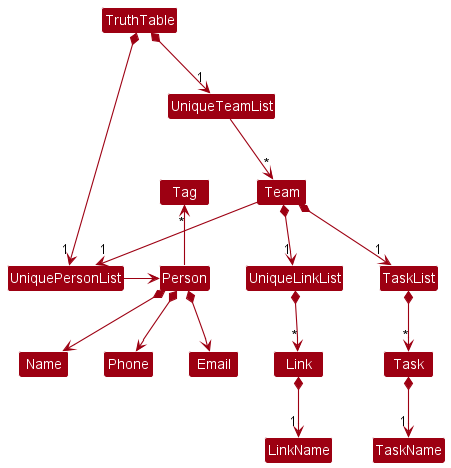 TruthTable
1
UniqueTeamList
*
Tag
Team
*
1
1
1
1
UniquePersonList
Person
UniqueLinkList
TaskList
*
*
Name
Phone
Email
Link
Task
1
1
LinkName
TaskName